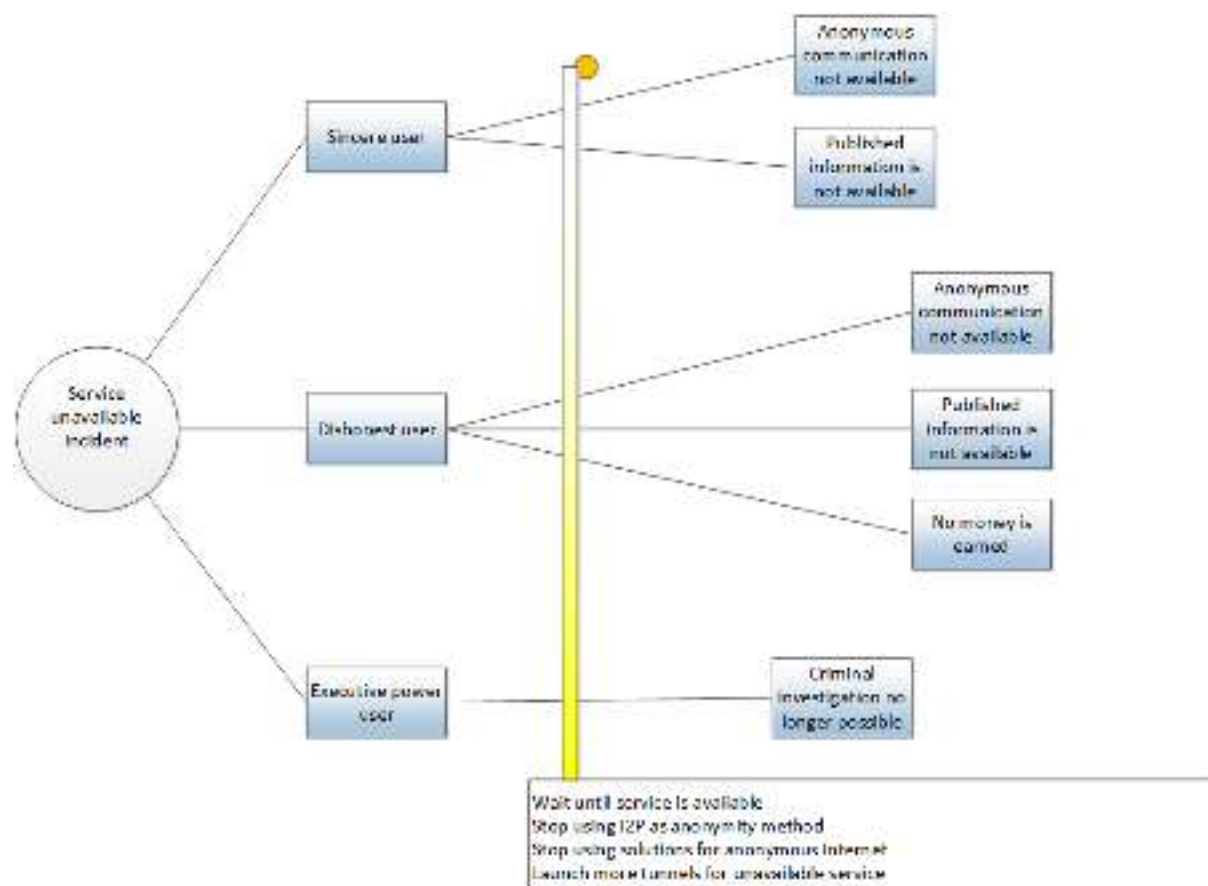 Anonymous
communication
not available
Sincere user
Published
information is
not available
Anonymous
communication
not available
Service
unavailable
incident
Dishonest user
Published
information is
not available
No money is
earned
Executive power
user
Criminal
investigation no
longer possible
Wait until service is available
Stop using I2P as anonymity method
Stop using solutions for anonymous internet
Launch more tunnels for unavailable service